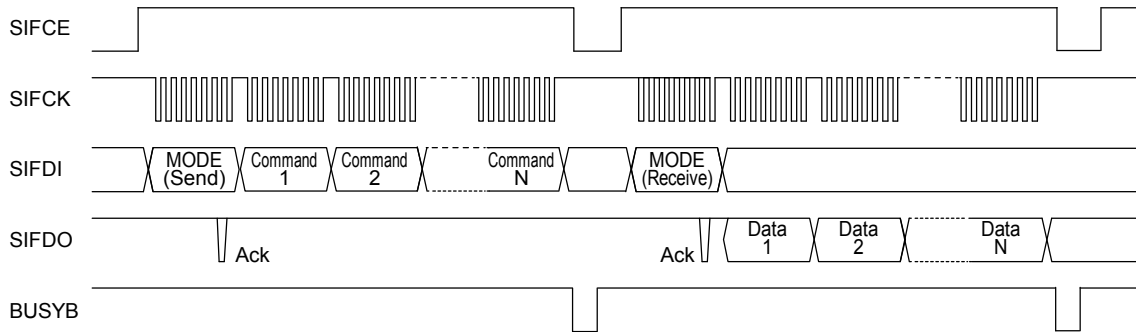 SIFCE
SIFCK
SIFDI
MODE
(Send)
Command
1
Command
2
Command
N
MODE
(Receive)
SIFDO
Ack
Ack
Data
1
Data
2
Data
N
BUSYB